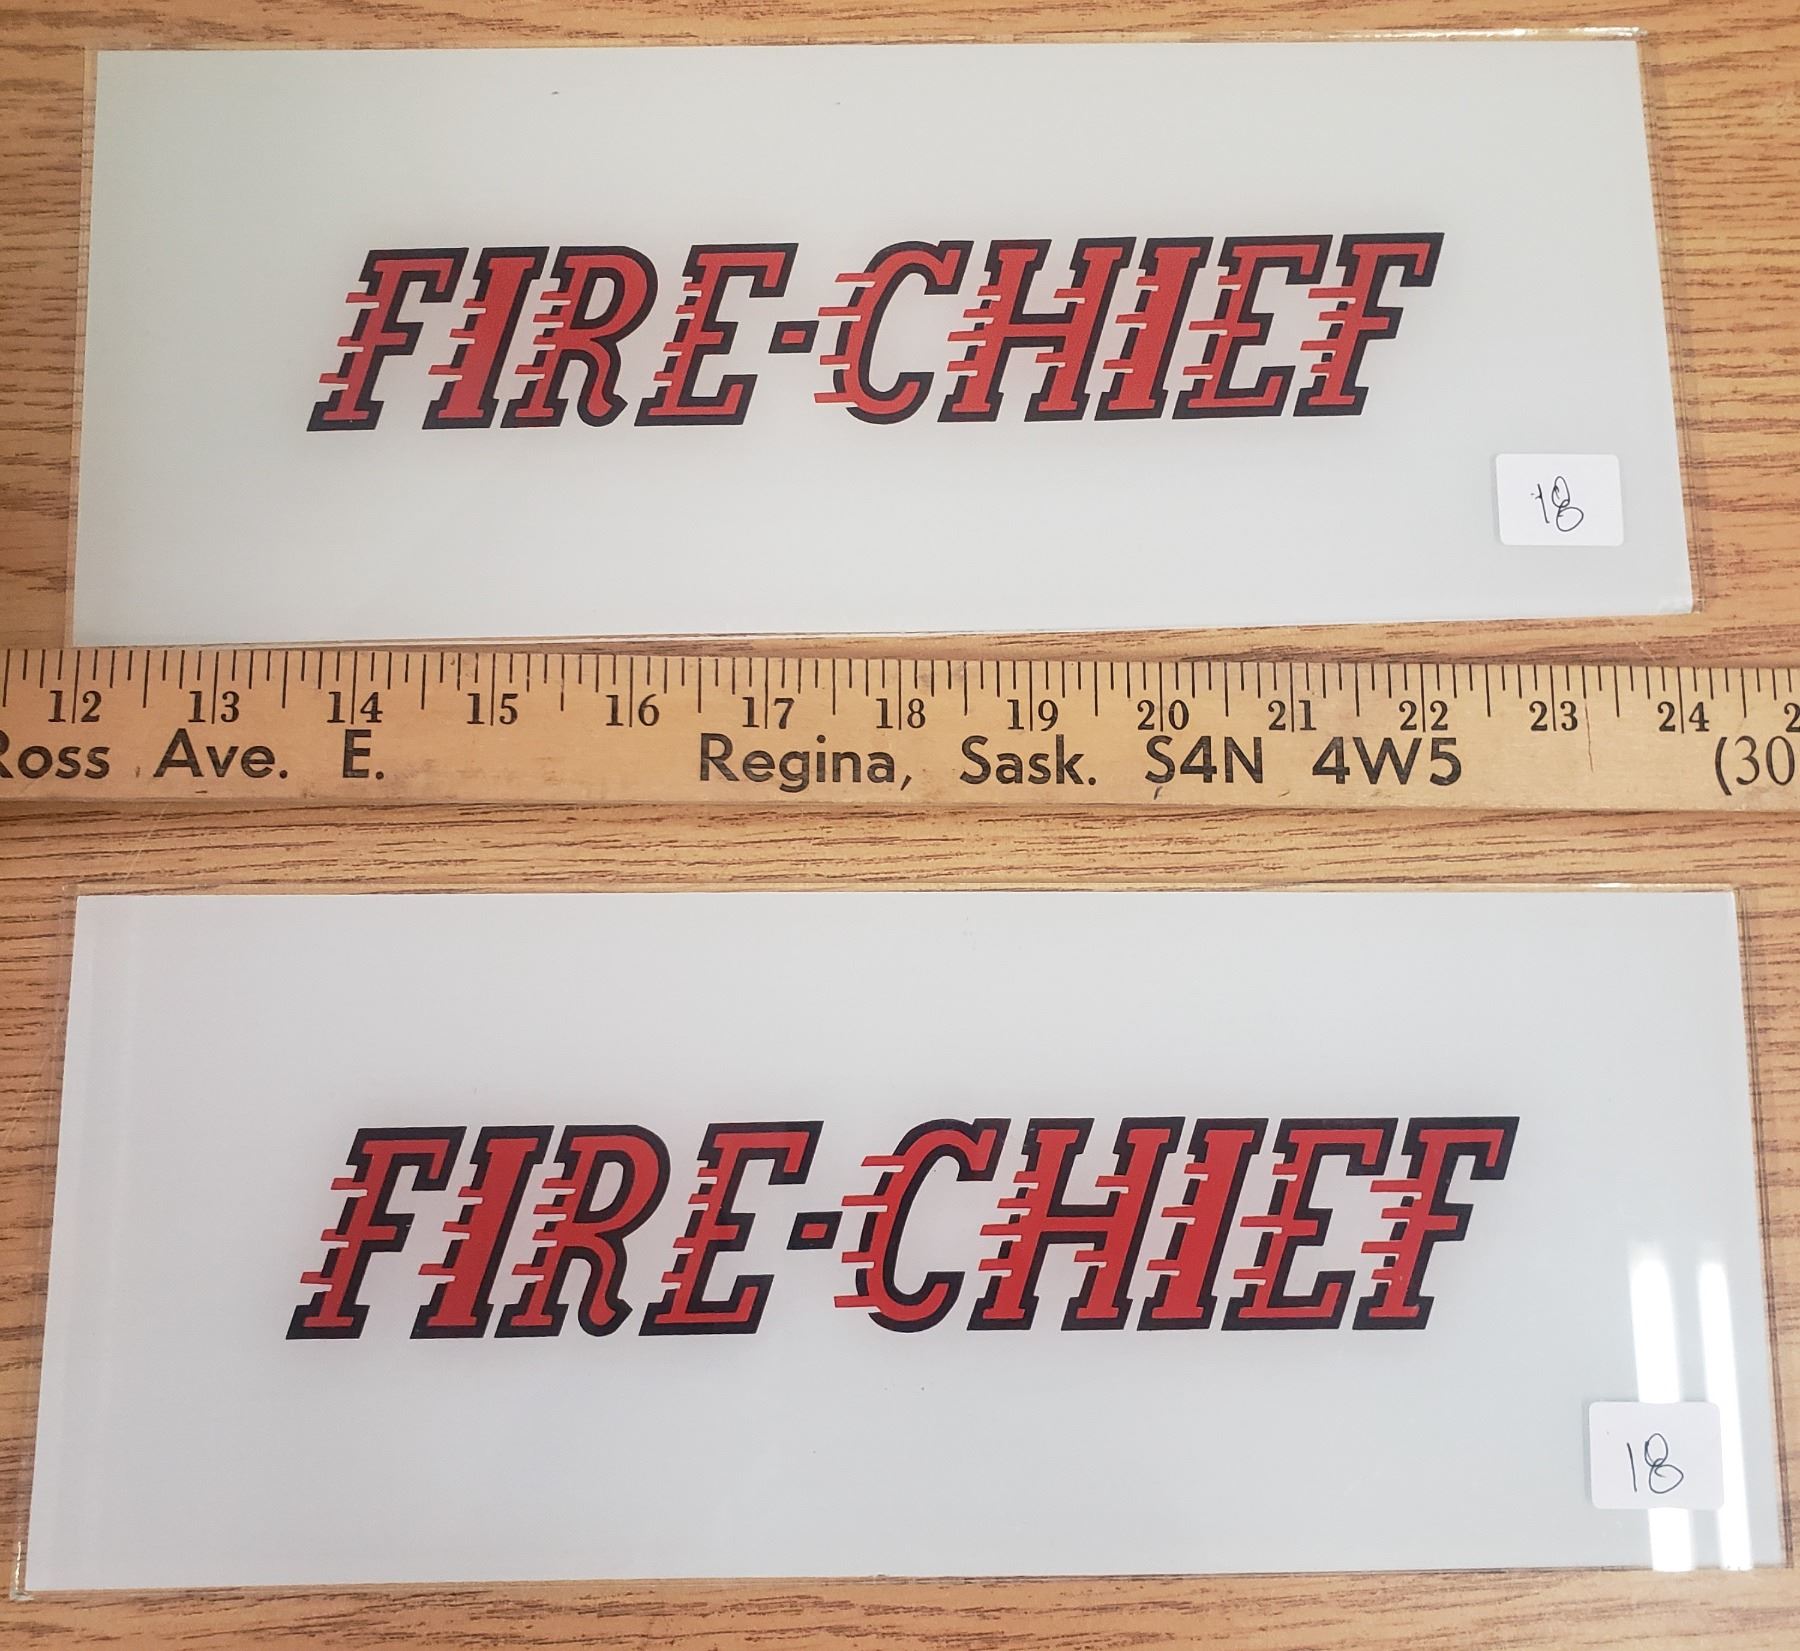 FIRE-CHIEF
18
12 13 14 15 16 17 18 19 20 21 22 23 24
Ross Ave. E. Regina, Sask. S4N 4W5 (30
FIRE-CHIEF
18